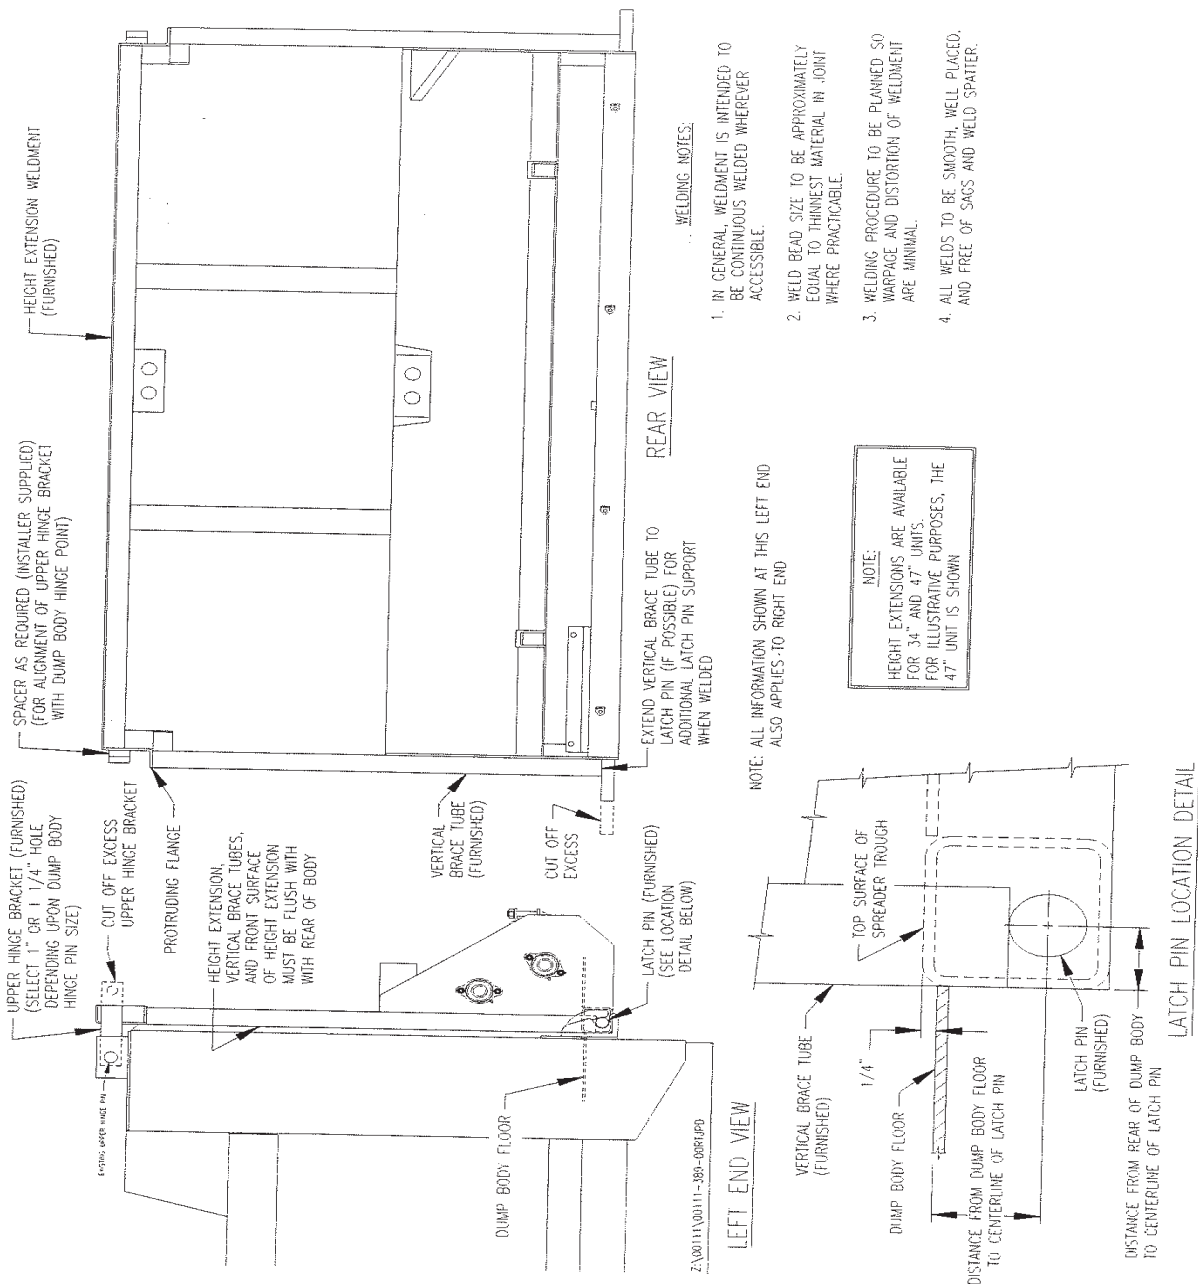 UPPER HINGE BRACKET (FURNISHED)
(SELECT 1" OR 1 1/4" HOLE
DEPENDING UPON DUMP BODY
HINGE PIN SIZE)
EXISTING UPPER HINGE PIN
CUT OFF EXCESS
UPPER HINGE BRACKET
PROTRUDING FLANGE
HEIGHT EXTENSION,
VERTICAL BRACE TUBES,
AND FRONT SURFACE
OF HEIGHT EXTENSION
MUST BE FLUSH WITH
WITH REAR OF BODY
SPACER AS REQUIRED (INSTALLER SUPPLIED)
(FOR ALIGNMENT OF UPPER HINGE BRACKET
WITH DUMP BODY HINGE POINT)
HEIGHT EXTENSION WELDMENT
(FURNISHED)
VERTICAL
BRACE TUBE
(FURNISHED)
CUT OFF
EXCESS
LATCH PIN (FURNISHED)
(SEE LOCATION
DETAIL BELOW)
DUMP BODY FLOOR
EXTEND VERTICAL BRACE TUBE TO
LATCH PIN (IF POSSIBLE) FOR
ADDITIONAL LATCH PIN SUPPORT
WHEN WELDED
REAR VIEW
LEFT END VIEW
NOTE: ALL INFORMATION SHOWN AT THIS LEFT END
ALSO APPLIES TO RIGHT END
WELDING NOTES:
1. IN GENERAL, WELDMENT IS INTENDED TO
BE CONTINUOUS WELDED WHEREVER
ACCESSIBLE.
2. WELD BEAD SIZE TO BE APPROXIMATELY
EQUAL TO THINNEST MATERIAL IN JOINT
WHERE PRACTICABLE.
3. WELDING PROCEDURE TO BE PLANNED SO
WARPAGE AND DISTORTION OF WELDMENT
ARE MINIMAL.
4. ALL WELDS TO BE SMOOTH, WELL PLACED,
AND FREE OF SAGS AND WELD SPATTER.
NOTE:
HEIGHT EXTENSIONS ARE AVAILABLE
FOR 34" AND 47" UNITS.
FOR ILLUSTRATIVE PURPOSES, THE
47" UNIT IS SHOWN
VERTICAL BRACE TUBE
(FURNISHED)
TOP SURFACE OF
SPREADER TROUGH
1/4"
DUMP BODY FLOOR
DISTANCE FROM DUMP BODY FLOOR
TO CENTERLINE OF LATCH PIN
LATCH PIN
(FURNISHED)
DISTANCE FROM REAR OF DUMP BODY
TO CENTERLINE OF LATCH PIN
LATCH PIN LOCATION DETAIL